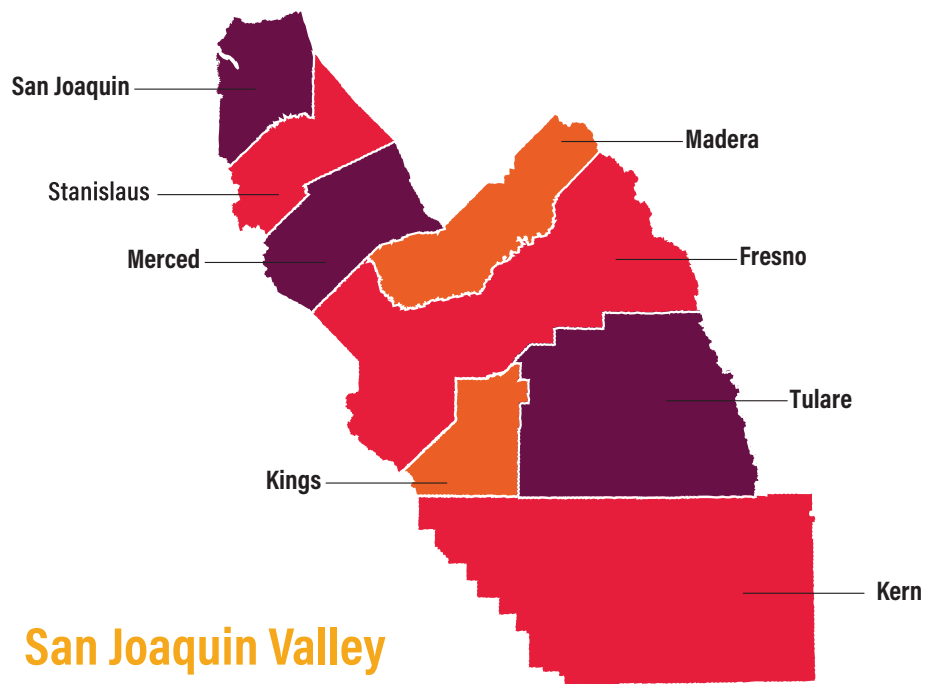 San Joaquin
Madera
Stanislaus
Merced
Fresno
Tulare
Kings
Kern
San Joaquin Valley